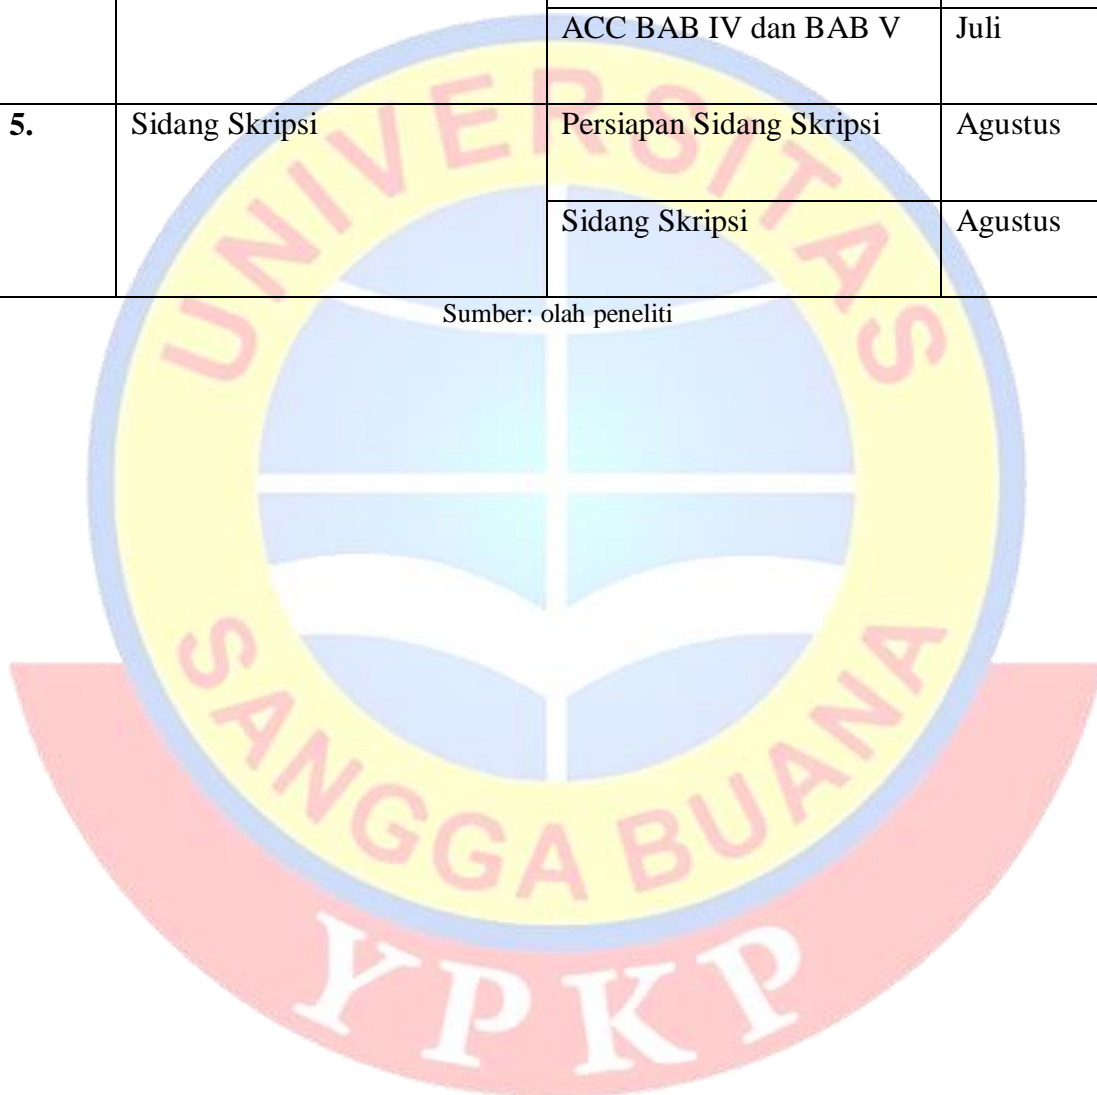 ACC BAB IV dan BAB V Juli
5. Sidang Skripsi Persiapan Sidang Skripsi Agustus
Sidang Skripsi Agustus
Sumber: olah peneliti
UNIVERSITAS
SANGGA BUANA
YPKP